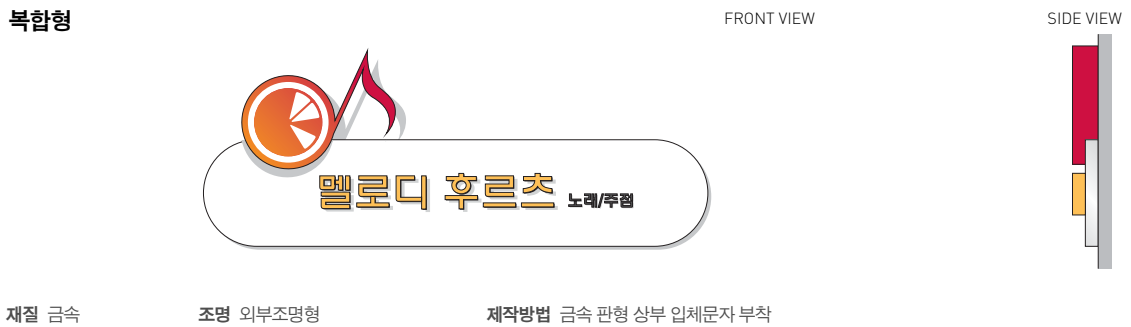 복합형
FRONT VIEW
SIDE VIEW
멜로디 후르츠 노래/주점
재질 금속
조명 외부조명형
제작방법 금속 판형 상부 입체문자 부착